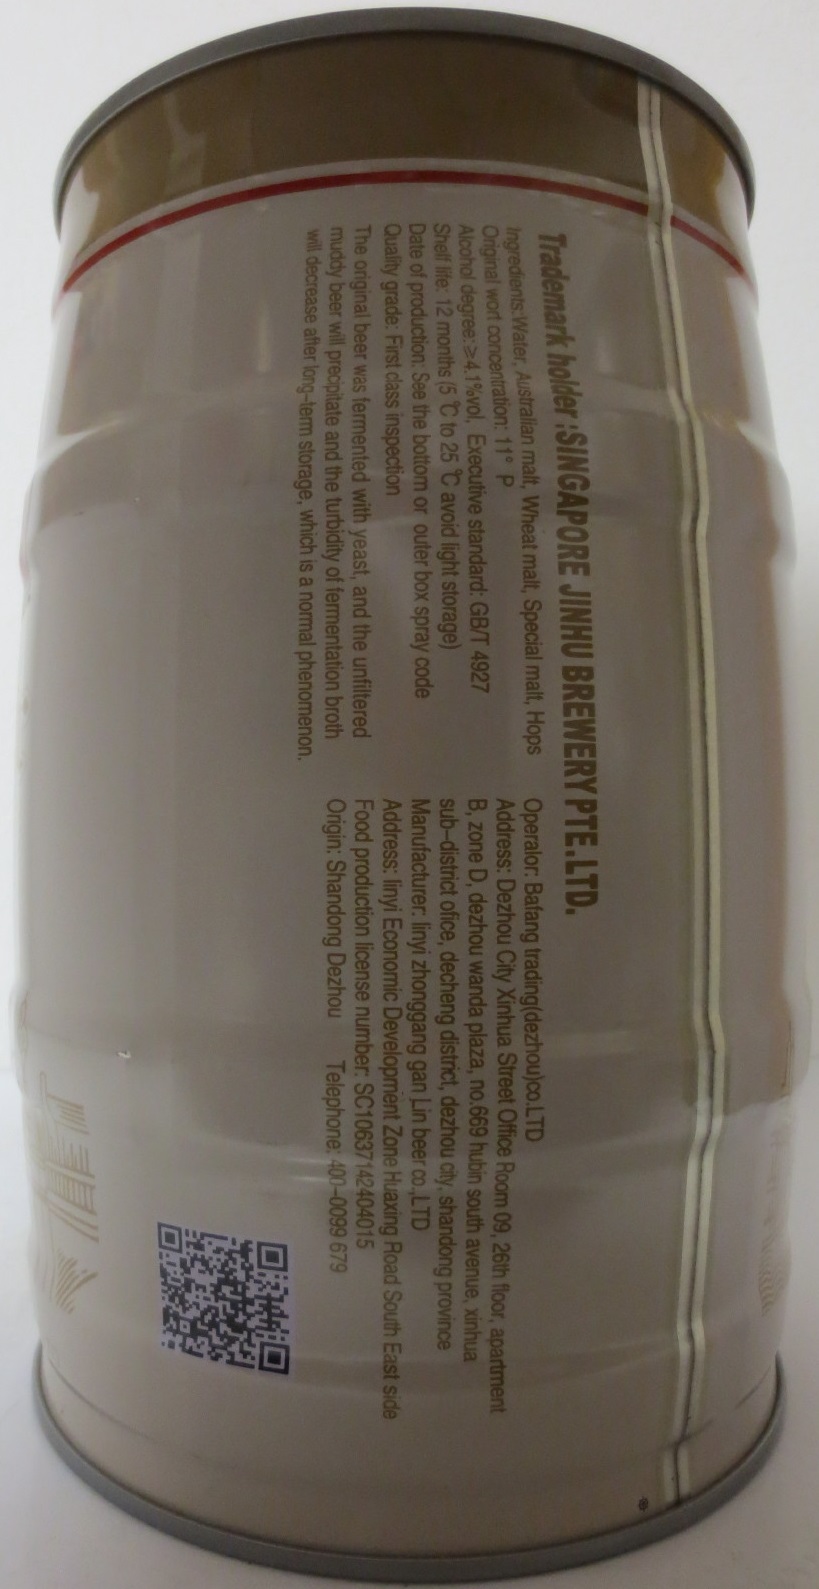 Trademark holder :SINGAPORE JINHU BREWERY PTE.LTD.
Ingredients:Water, Australian malt, Wheat malt, Special malt, Hops
Original wort concentration: 11° P
Alcohol degree:≥4.1%vol, Executive standard: GB/T 4927
Shelf life: 12 months (5 ℃ to 25 ℃ avoid light storage)
Date of production: See the bottom or outer box spray code
Quality grade: First class inspection
The original beer was fermented with yeast, and the unfiltered
muddy beer will precipitate and the turbidity of fermentation broth
will decrease after long-term storage, which is a normal phenomenon.
Operalor: Bafang trading(dezhou)co.LTD
Address: Dezhou City Xinhua Street Office Room 09, 26th floor, apartment
B, zone D, dezhou wanda plaza, no.669 hubin south avenue, xinhua
sub-district ofice, decheng district, dezhou city, shandong province
Manufacturer: linyi zhonggang gan Lin beer co.,LTD
Address: linyi Economic Development Zone Huaxing Road South East side
Food production license number: SC10637142404015
Origin: Shandong Dezhou Telephone: 400-0099 679